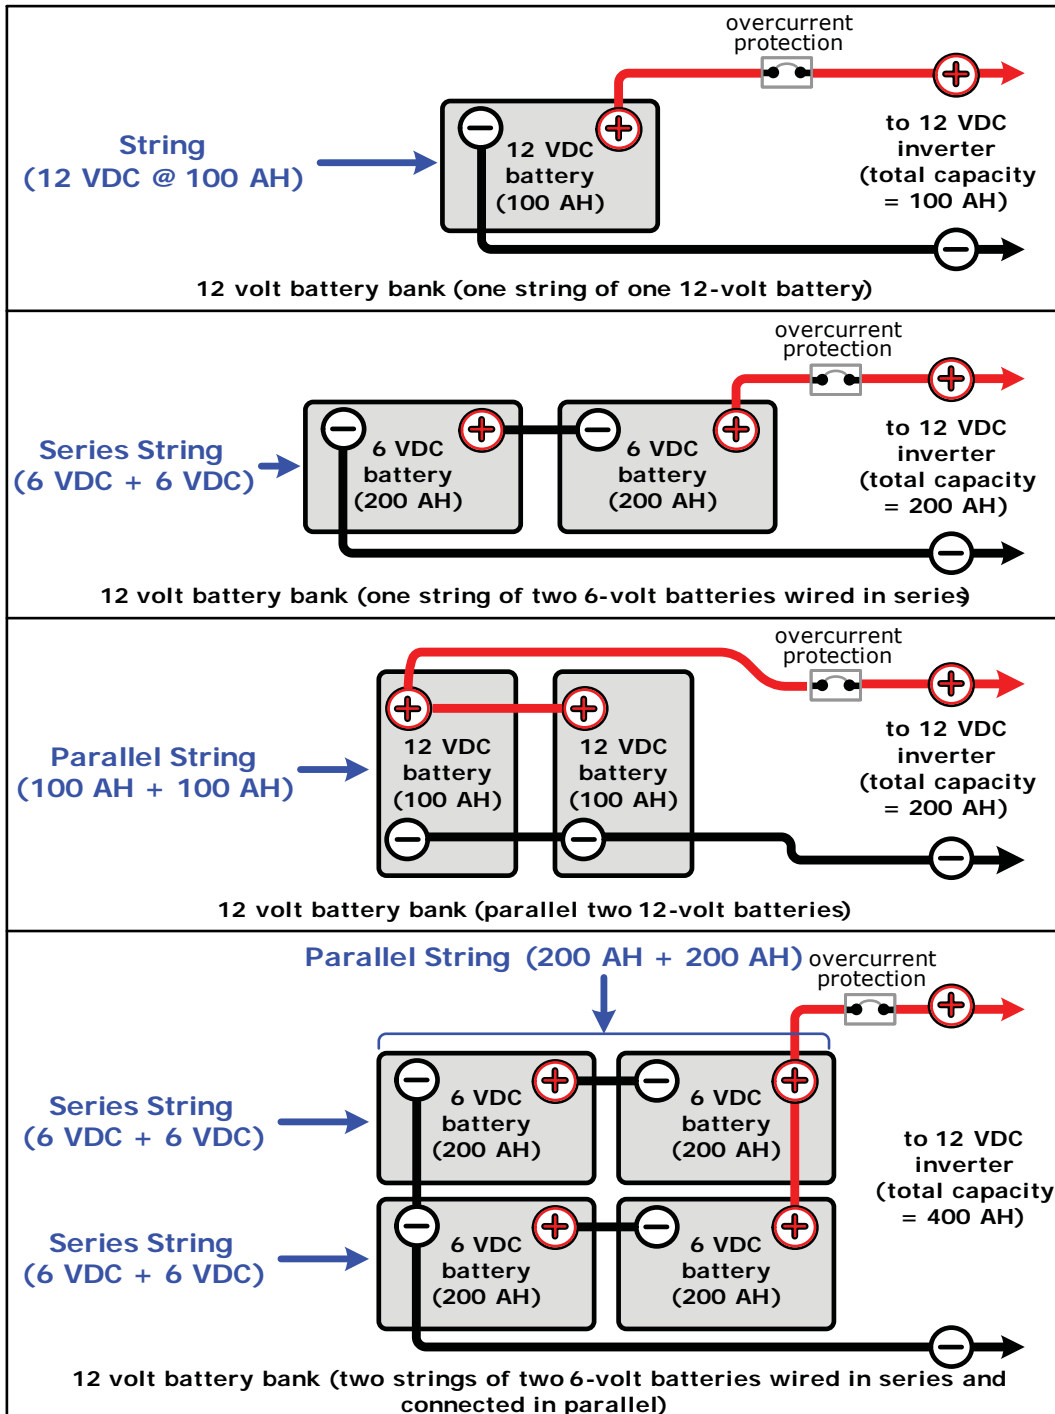 overcurrent
protection
String
(12 VDC @ 100 AH)
12 VDC
battery
(100 AH)
to 12 VDC
inverter
(total capacity
= 100 AH)
12 volt battery bank (one string of one 12-volt battery)
overcurrent
protection
Series String
(6 VDC + 6 VDC)
6 VDC
battery
(200 AH)
6 VDC
battery
(200 AH)
to 12 VDC
inverter
(total capacity
= 200 AH)
12 volt battery bank (one string of two 6-volt batteries wired in series)
overcurrent
protection
Parallel String
(100 AH + 100 AH)
12 VDC
battery
(100 AH)
12 VDC
battery
(100 AH)
to 12 VDC
inverter
(total capacity
= 200 AH)
12 volt battery bank (parallel two 12-volt batteries)
Parallel String (200 AH + 200 AH)
overcurrent
protection
Series String
(6 VDC + 6 VDC)
6 VDC
battery
(200 AH)
6 VDC
battery
(200 AH)
to 12 VDC
inverter
(total capacity
= 400 AH)
Series String
(6 VDC + 6 VDC)
6 VDC
battery
(200 AH)
6 VDC
battery
(200 AH)
12 volt battery bank (two strings of two 6-volt batteries wired in series and
connected in parallel)